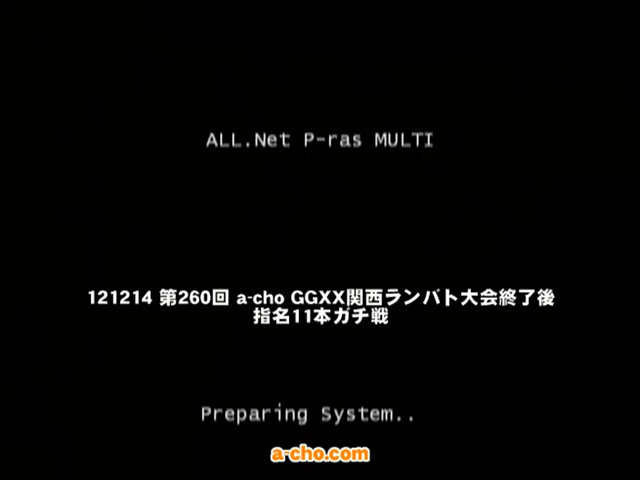 ALL.Net P-ras MULTI
121214 第260回 a-cho GGXX関西ランバト大会終了後
指名11本ガチ戦
Preparing System..
a-cho.com